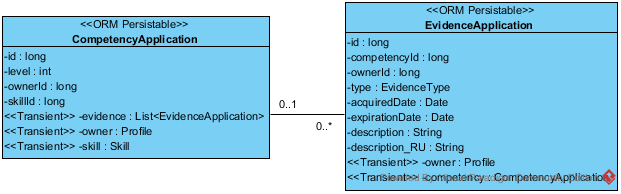 <<ORM Persistable>>
CompetencyApplication
-id : long
-level : int
-ownerId : long
-skillId : long
<<Transient>> -evidence : List<EvidenceApplication>
<<Transient>> -owner : Profile
<<Transient>> -skill : Skill
0..1
0..*
<<ORM Persistable>>
EvidenceApplication
-id : long
-competencyId : long
-ownerId : long
-type : EvidenceType
-acquiredDate : Date
-expirationDate : Date
-description : String
-description_RU : String
<<Transient>> -owner : Profile
<<Transient>> -competency : CompetencyApplication